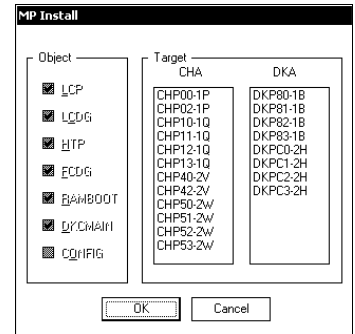 MP Install
Object
LCP
LCDG
HTP
FCDG
RAMBOOT
DKCMAIN
CONFIG
Target
CHA
CHP00-1P
CHP02-1P
CHP10-1Q
CHP11-1Q
CHP12-1Q
CHP13-1Q
CHP40-2V
CHP42-2V
CHP50-2W
CHP51-2W
CHP52-2W
CHP53-2W
DKA
DKP80-1B
DKP81-1B
DKP82-1B
DKP83-1B
DKPC0-2H
DKPC1-2H
DKPC2-2H
DKPC3-2H
OK
Cancel